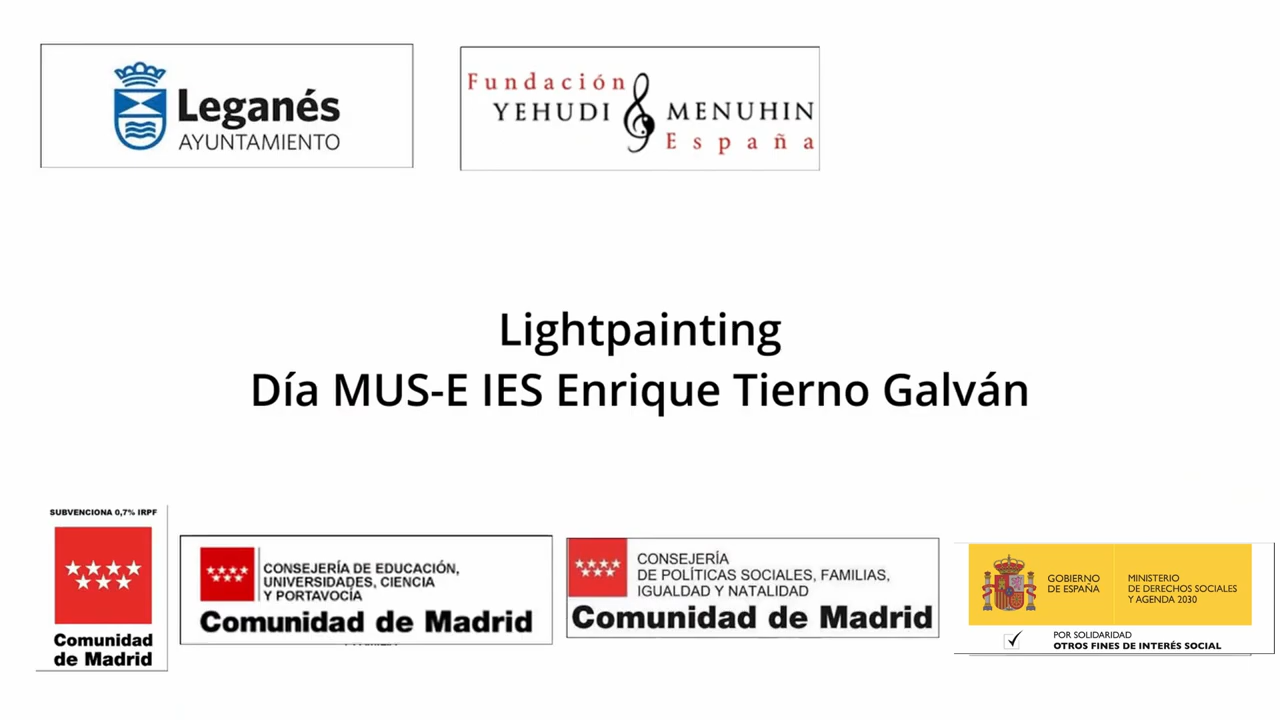 Leganés
AYUNTAMIENTO
Fundación
YEHUDI MENUHIN
España
Lightpainting
Día MUS-E IES Enrique Tierno Galván
SUBVENCIONA 0,7% IRPF
Comunidad
de Madrid
CONSEJERÍA DE EDUCACIÓN,
UNIVERSIDADES, CIENCIA
Y PORTAVOCÍA
Comunidad de Madrid
CONSEJERÍA
DE POLÍTICAS SOCIALES, FAMILIAS,
IGUALDAD Y NATALIDAD
Comunidad de Madrid
GOBIERNO
DE ESPAÑA
MINISTERIO
DE DERECHOS SOCIALES
Y AGENDA 2030
POR SOLIDARIDAD
OTROS FINES DE INTERÉS SOCIAL